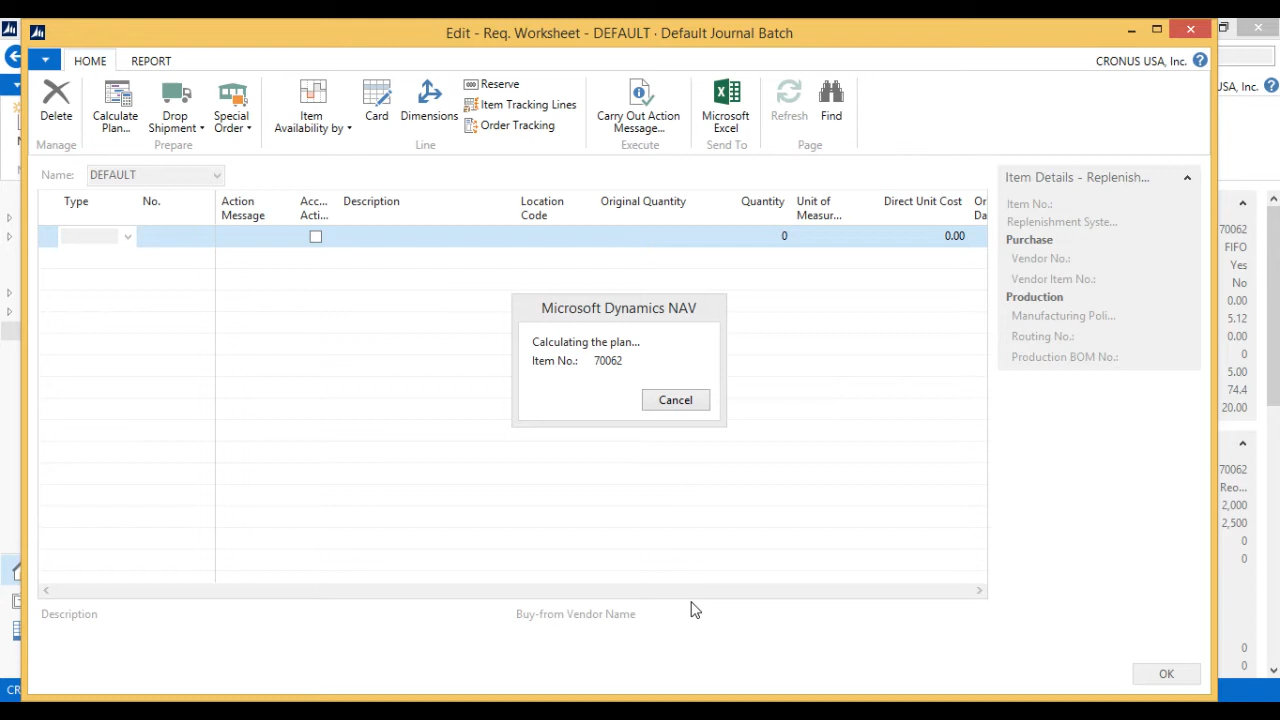 Edit - Req. Worksheet - DEFAULT · Default Journal Batch
HOME REPORT
CRONUS USA, Inc.
USA, Inc.
Delete
Calculate Plan...
Drop Shipment
Special Order
Item Availability by
Card
Dimensions
Reserve
Item Tracking Lines
Order Tracking
Carry Out Action Message...
Microsoft Excel
Refresh
Find
Manage Prepare Line Execute Send To Page
Name: DEFAULT
Type No. Action Message Acc... Acti... Description Location Code Original Quantity Quantity Unit of Measur... Direct Unit Cost Or Da
0 0.00
Microsoft Dynamics NAV
Calculating the plan...
Item No.: 70062
Cancel
Description Buy-from Vendor Name
Item Details - Replenish...
Item No.:
Replenishment Syste...
Purchase
Vendor No.:
Vendor Item No.:
Production
Manufacturing Poli...
Routing No.:
Production BOM No.:
OK
70062
FIFO
Yes
No
0.00
5.12
0.00
0
5.00
74.4
20.00
70062
Reo...
2,000
2,500
0
0
0
0
CR